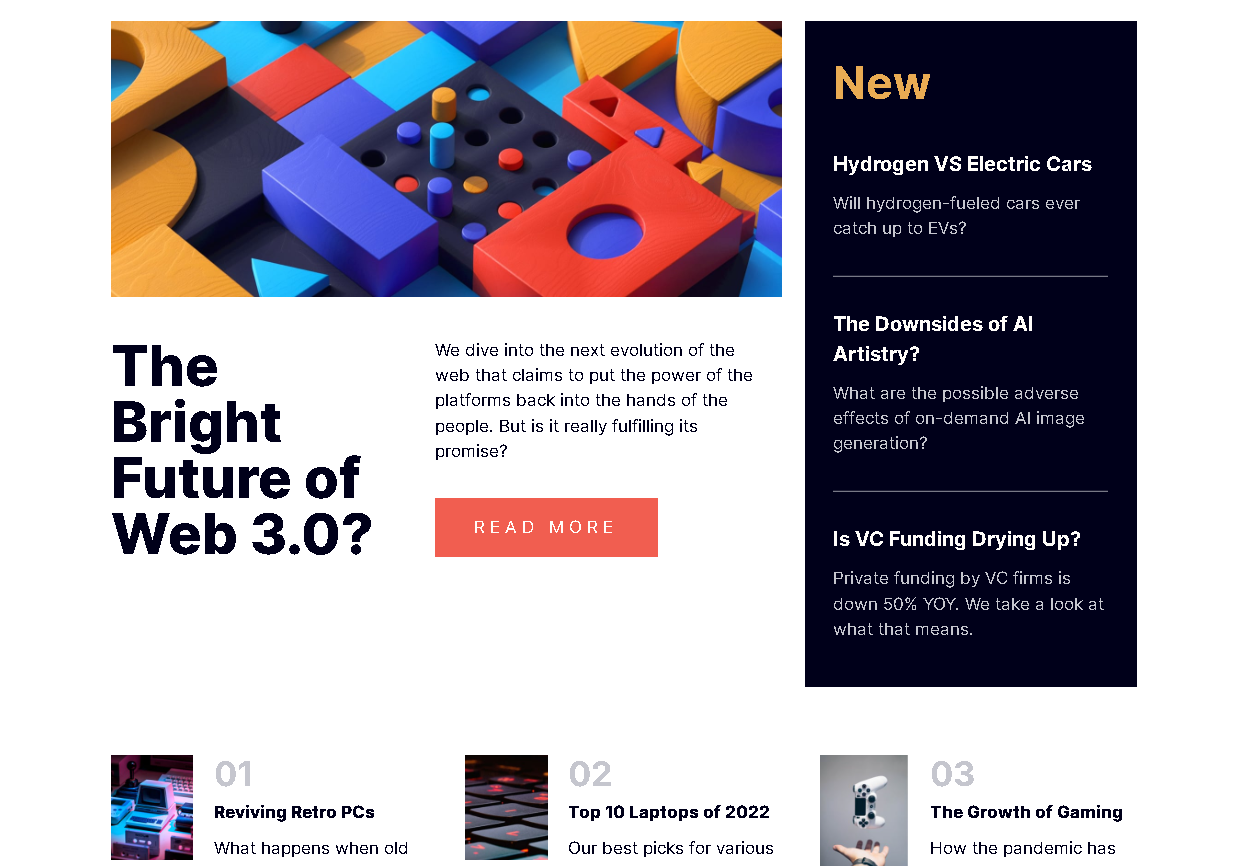 The
Bright
Future of
Web 3.0?
We dive into the next evolution of the
web that claims to put the power of the
platforms back into the hands of the
people. But is it really fulfilling its
promise?
READ MORE
New
Hydrogen VS Electric Cars
Will hydrogen-fueled cars ever
catch up to EVs?
The Downsides of AI
Artistry?
What are the possible adverse
effects of on-demand AI image
generation?
Is VC Funding Drying Up?
Private funding by VC firms is
down 50% YOY. We take a look at
what that means.
01
Reviving Retro PCs
What happens when old
02
Top 10 Laptops of 2022
Our best picks for various
03
The Growth of Gaming
How the pandemic has